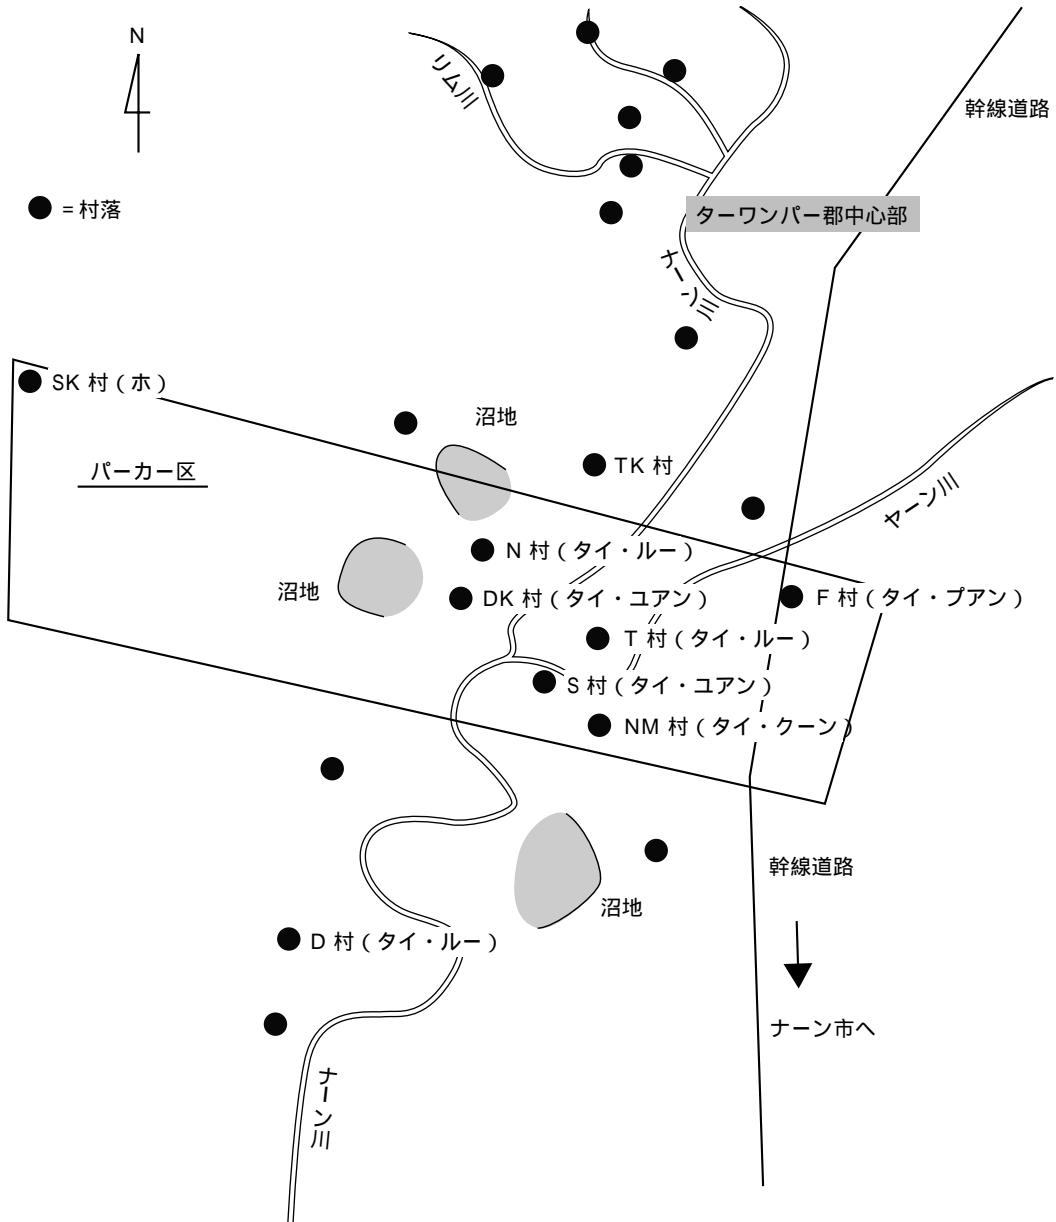 N
リム川
幹線道路
= 村落
ターワンパー郡中心部
ナーン川
SK 村（ホ）
沼地
パーカー区
TK 村
ヤーン川
N 村（タイ・ルー）
沼地
DK 村（タイ・ユアン）
F 村（タイ・プアン）
T 村（タイ・ルー）
S 村（タイ・ユアン）
NM 村（タイ・クーン）
幹線道路
沼地
D 村（タイ・ルー）
ナーン市へ
ナーン川